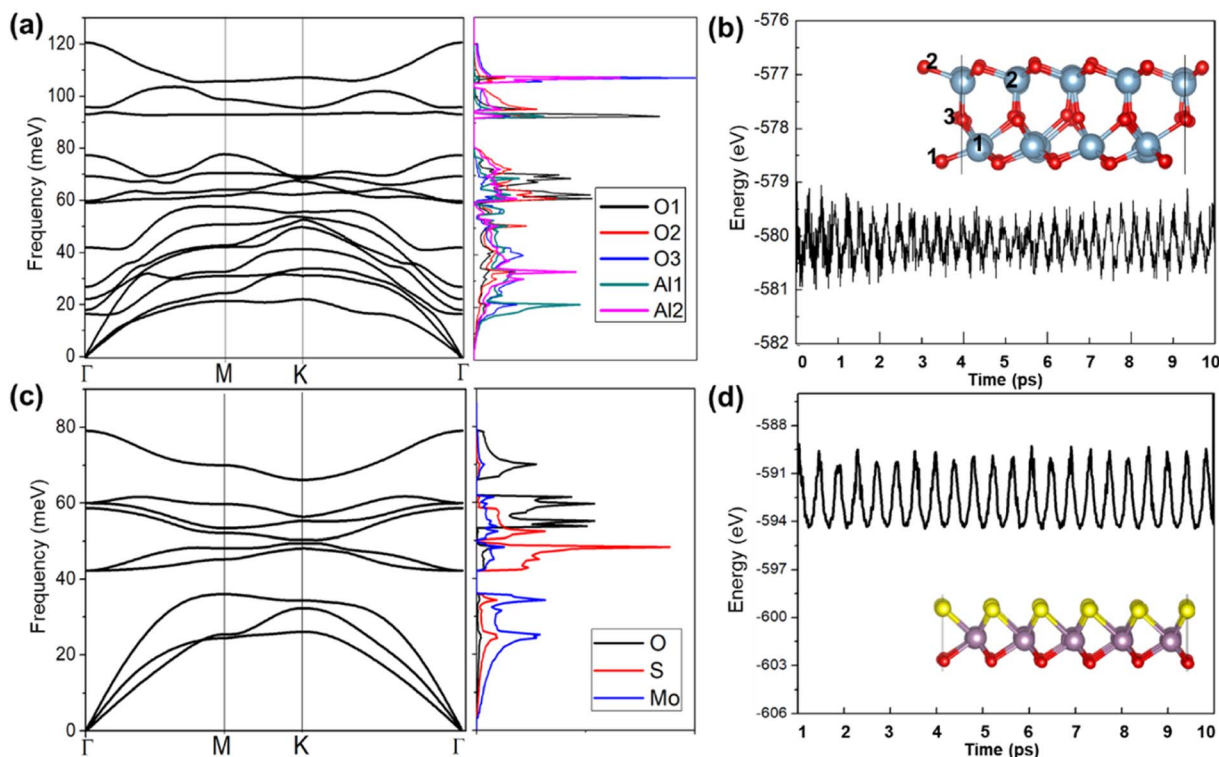 (a)
Frequency (meV)
120
100
80
60
40
20
0
Γ
M
K
Γ
O1
O2
O3
Al1
Al2
(b)
Energy (eV)
-576
-577
-578
-579
-580
-581
-582
2
2
3
1
1
0 1 2 3 4 5 6 7 8 9 10
Time (ps)
(c)
Frequency (meV)
80
60
40
20
0
Γ
M
K
Γ
O
S
Mo
(d)
Energy (eV)
-588
-591
-594
-597
-600
-603
-606
1 2 3 4 5 6 7 8 9 10
Time (ps)